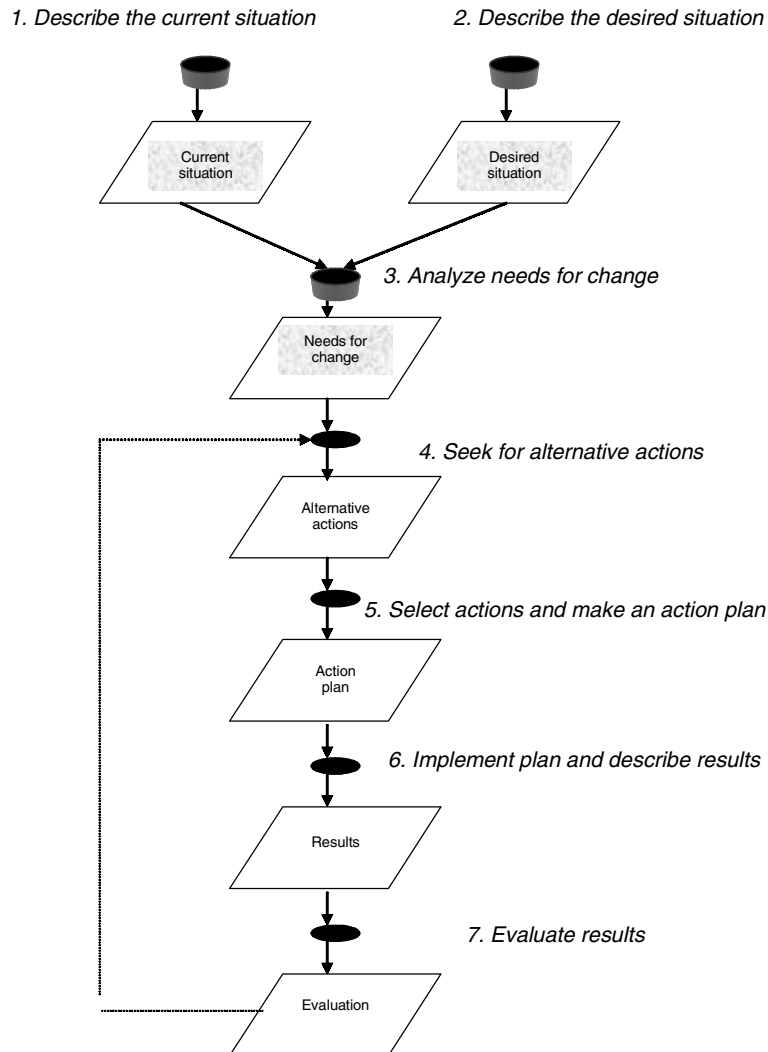 1. Describe the current situation
2. Describe the desired situation
Current
situation
Desired
situation
3. Analyze needs for change
Needs for
change
4. Seek for alternative actions
Alternative
actions
5. Select actions and make an action plan
Action
plan
6. Implement plan and describe results
Results
7. Evaluate results
Evaluation